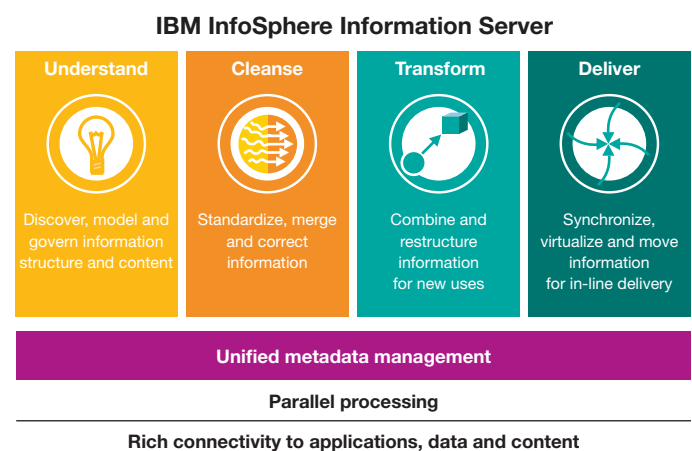 IBM InfoSphere Information Server
Understand
Discover, model and
govern information
structure and content
Cleanse
Standardize, merge
and correct
information
Transform
Combine and
restructure
information
for new uses
Deliver
Synchronize,
virtualize and move
information
for in-line delivery
Unified metadata management
Parallel processing
Rich connectivity to applications, data and content